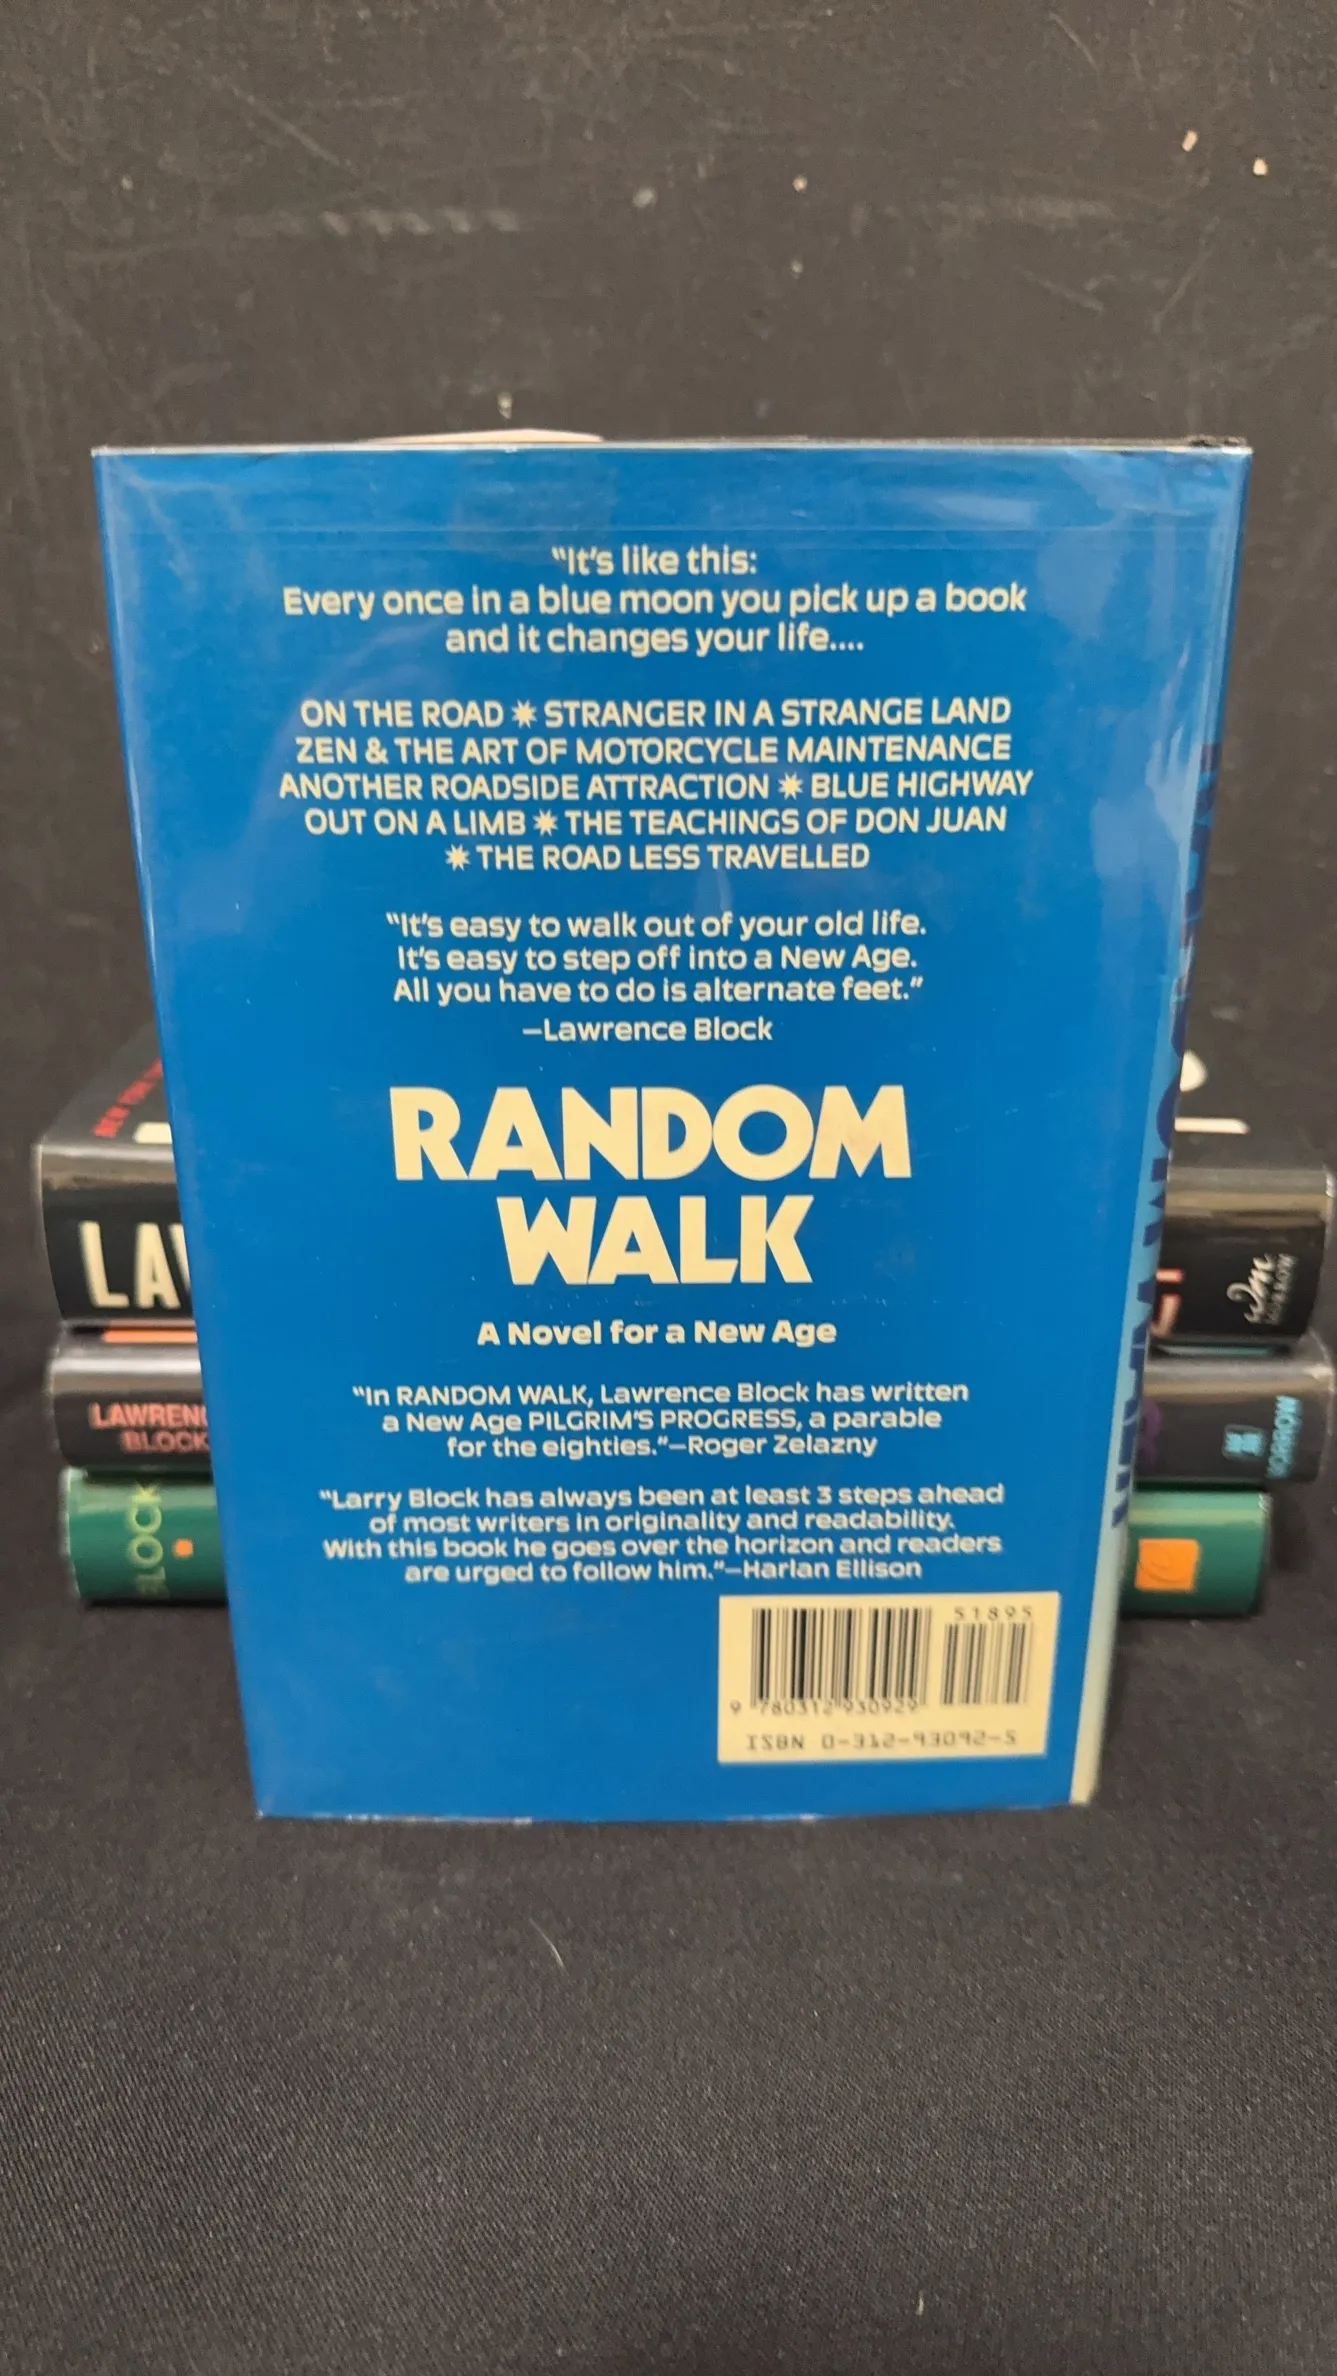 "It's like this:
Every once in a blue moon you pick up a book
and it changes your life....
ON THE ROAD ✷ STRANGER IN A STRANGE LAND
ZEN & THE ART OF MOTORCYCLE MAINTENANCE
ANOTHER ROADSIDE ATTRACTION ✷ BLUE HIGHWAY
OUT ON A LIMB ✷ THE TEACHINGS OF DON JUAN
✷ THE ROAD LESS TRAVELLED
"It's easy to walk out of your old life.
It's easy to step off into a New Age.
All you have to do is alternate feet."
—Lawrence Block
RANDOM
WALK
A Novel for a New Age
"In RANDOM WALK, Lawrence Block has written
a New Age PILGRIM'S PROGRESS, a parable
for the eighties."—Roger Zelazny
"Larry Block has always been at least 3 steps ahead
of most writers in originality and readability.
With this book he goes over the horizon and readers
are urged to follow him."—Harlan Ellison
51895
9 780312 930929
ISBN 0-312-93092-5
LAW
LAWRENC
BLOCK
BLOCK
MORROW
MORROW